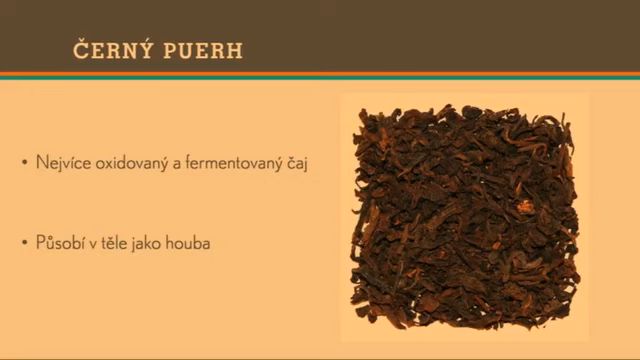 ČERNÝ PUERH
• Nejvíce oxidovaný a fermentovaný čaj
• Působí v těle jako houba